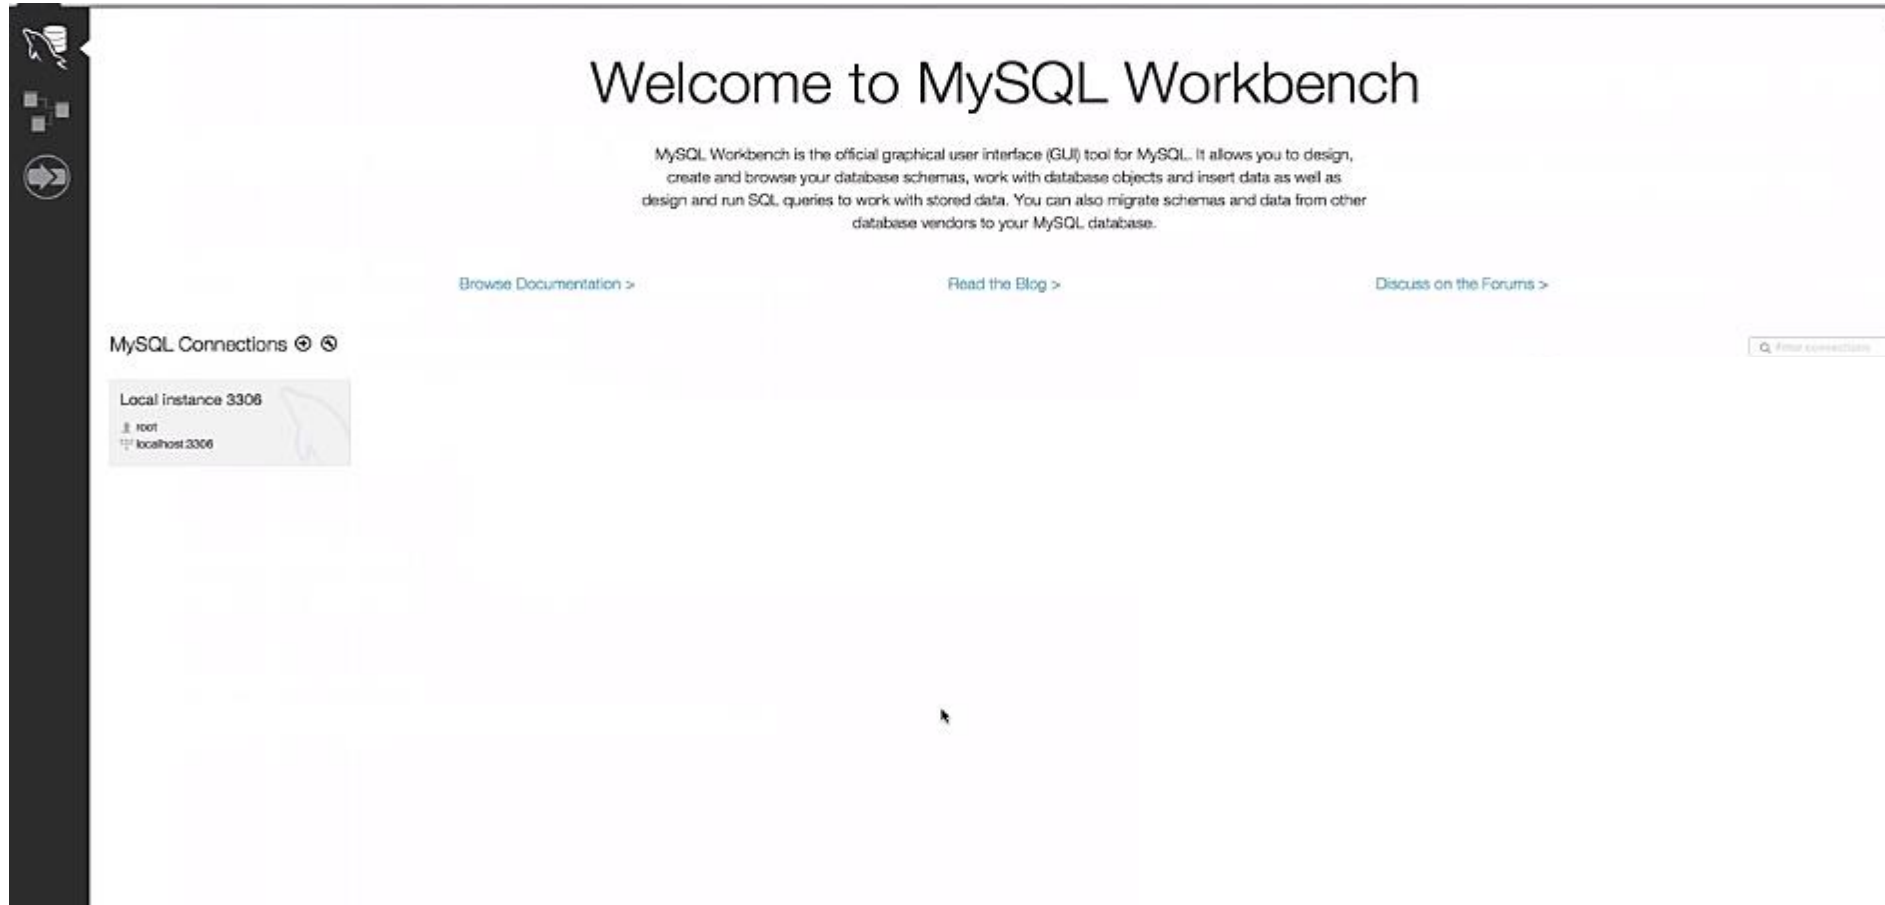 Welcome to MySQL Workbench
MySQL Workbench is the official graphical user interface (GUI) tool for MySQL. It allows you to design,
create and browse your database schemas, work with database objects and insert data as well as
design and run SQL queries to work with stored data. You can also migrate schemas and data from other
database vendors to your MySQL database.
Browse Documentation >
Read the Blog >
Discuss on the Forums >
MySQL Connections
Filter connections
Local instance 3306
root
localhost:3306